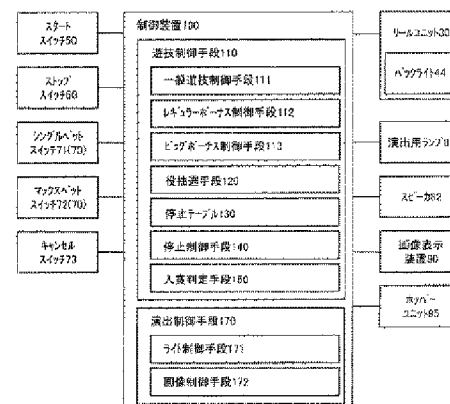 スタート
スイッチ50
ストップ
スイッチ60
シングルベット
スイッチ71(70)
マックスベット
スイッチ72(70)
キャンセル
スイッチ73
制御装置100
遊技制御手段110
一般遊技制御手段111
レギュラーボーナス制御手段112
ビッグボーナス制御手段113
役抽選手段120
停止テーブル130
停止制御手段140
入賞判定手段150
演出制御手段170
ライト制御手段171
画像制御手段172
リールユニット30
バックライト44
演出用ランプ8
スピーカ82
画像表示
装置90
ホッパー
ユニット95